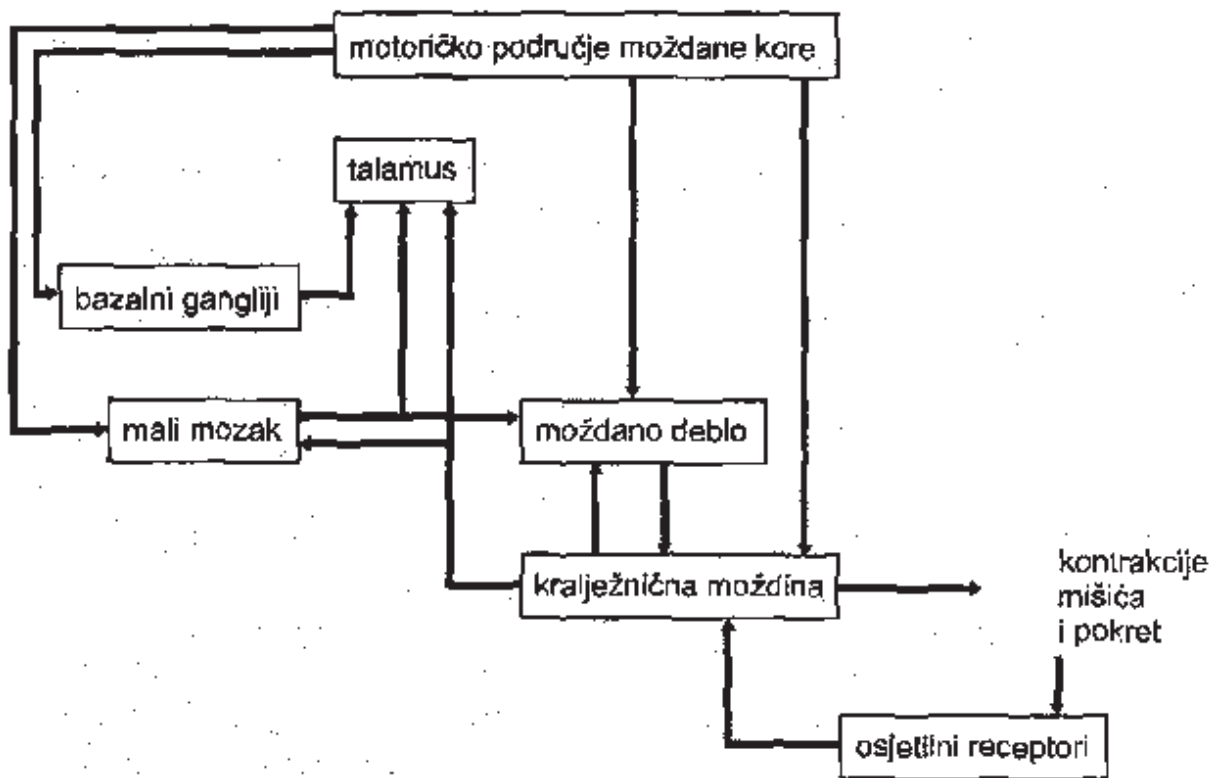 motoričko područje moždane kore
talamus
bazalni gangliji
mali mozak
moždano deblo
kralježnična moždina
kontrakcije
mišića
i pokret
osjetilni receptori